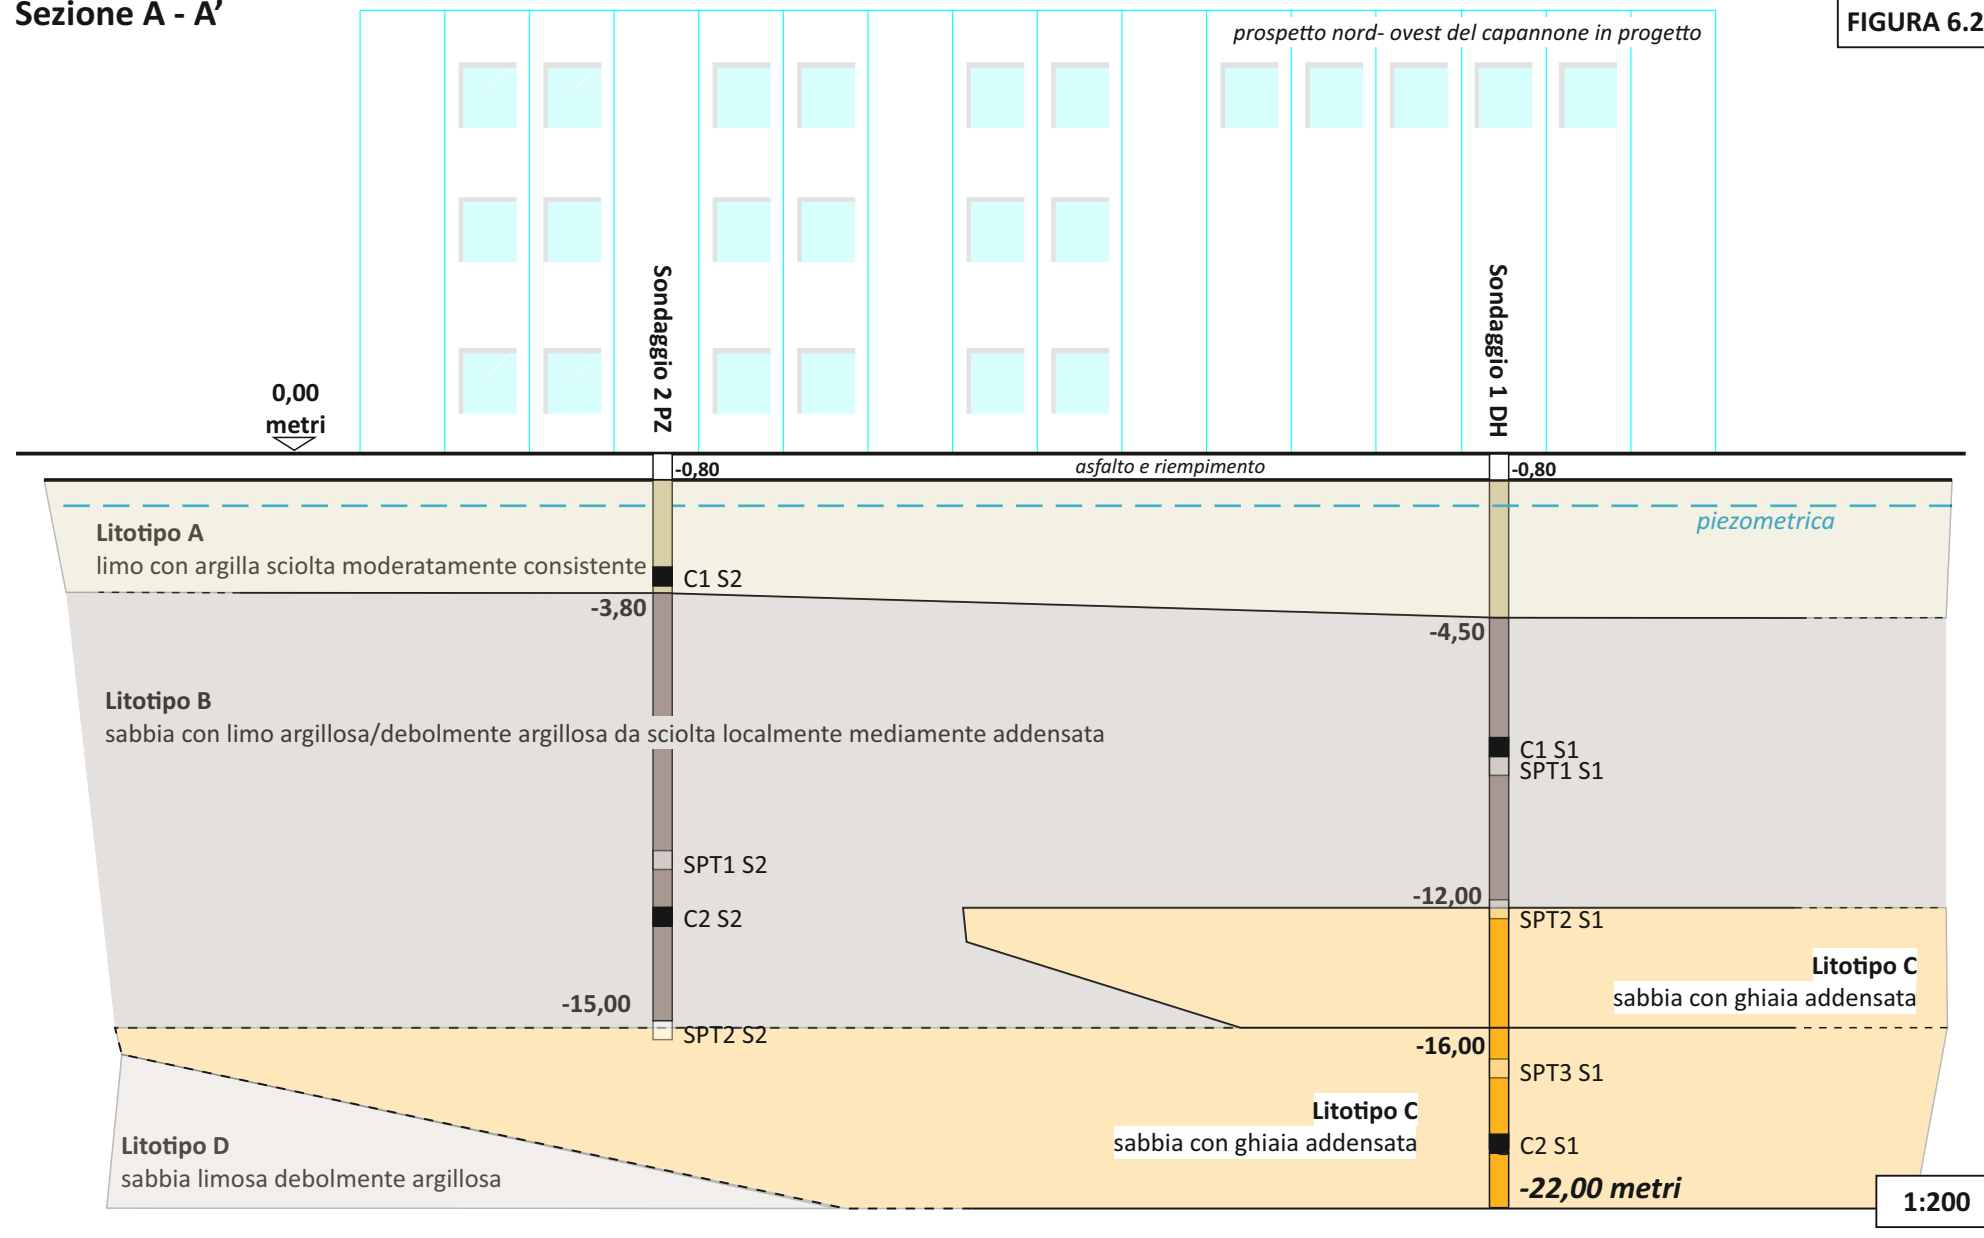 Sezione A - A’
FIGURA 6.2
prospetto nord- ovest del capannone in progetto
Sondaggio 2 PZ
Sondaggio 1 DH
0,00
metri
-0,80
asfalto e riempimento
-0,80
piezometrica
Litotipo A
limo con argilla sciolta moderatamente consistente
C1 S2
-3,80
-4,50
Litotipo B
sabbia con limo argillosa/debolmente argillosa da sciolta localmente mediamente addensata
C1 S1
SPT1 S1
SPT1 S2
-12,00
C2 S2
SPT2 S1
Litotipo C
sabbia con ghiaia addensata
-15,00
SPT2 S2
-16,00
SPT3 S1
Litotipo C
sabbia con ghiaia addensata
Litotipo D
sabbia limosa debolmente argillosa
C2 S1
-22,00 metri
1:200